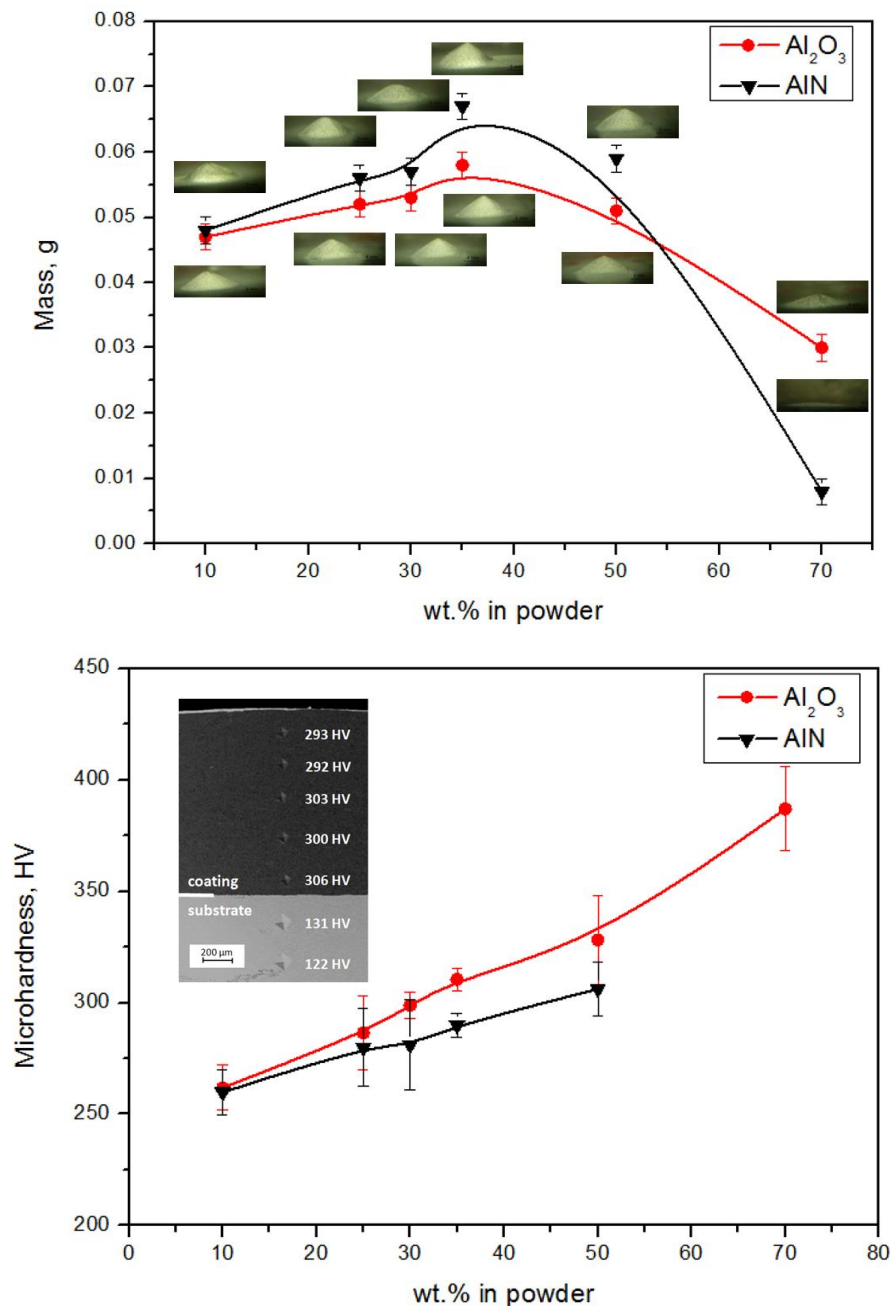 0.08
0.07
0.06
0.05
0.04
0.03
0.02
0.01
0.00
Mass, g
Al₂O₃
AlN
10 20 30 40 50 60 70
wt.% in powder
450
400
350
300
250
200
Microhardness, HV
Al₂O₃
AlN
293 HV
292 HV
303 HV
300 HV
306 HV
coating
substrate
131 HV
200 µm
122 HV
0 10 20 30 40 50 60 70 80
wt.% in powder